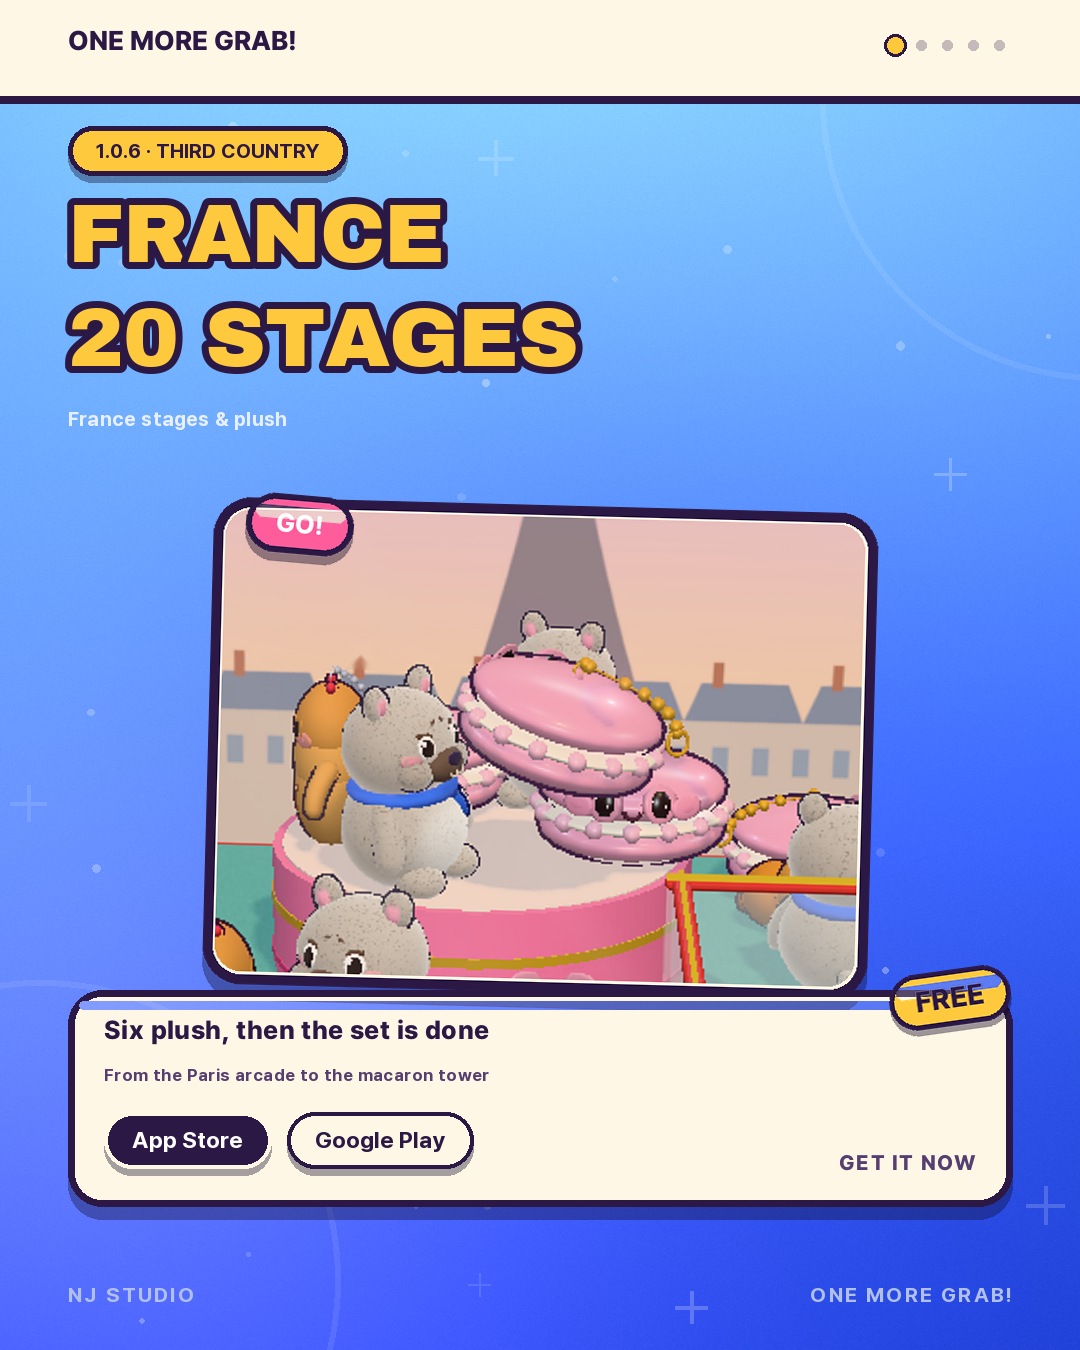 ONE MORE GRAB!
1.0.6 · THIRD COUNTRY
FRANCE
20 STAGES
France stages & plush
GO!
FREE
Six plush, then the set is done
From the Paris arcade to the macaron tower
App Store
Google Play
GET IT NOW
NJ STUDIO
ONE MORE GRAB!